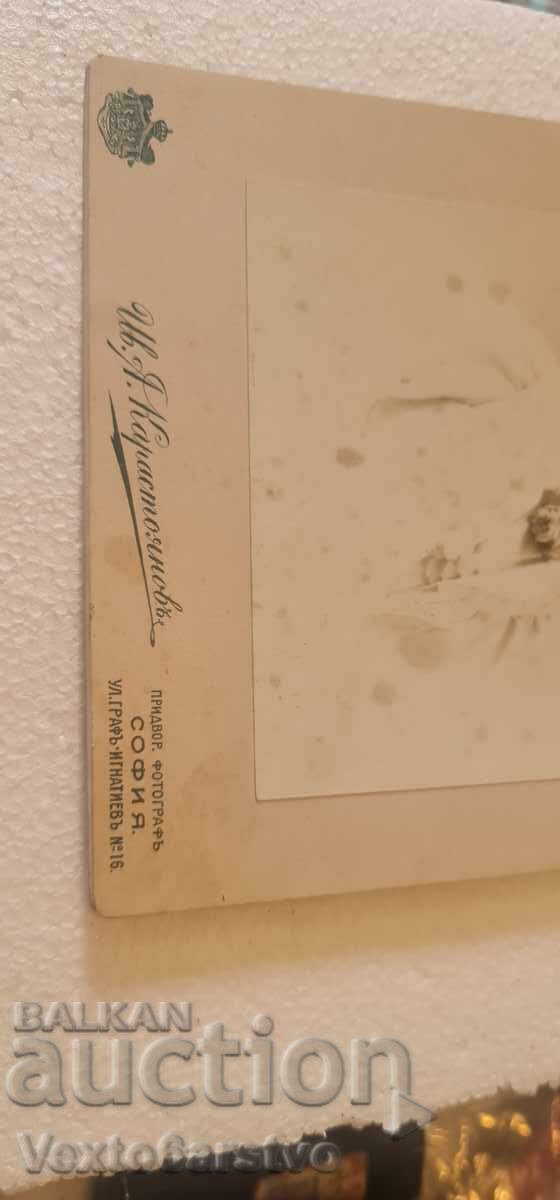 Ив. А. Карастояновъ
ПРИДВОР. ФОТОГРАФЪ
СОФИЯ.
УЛ. ГРАФЪ-ИГНАТИЕВЪ №16.
BALKAN
auction
Vextobarstvo